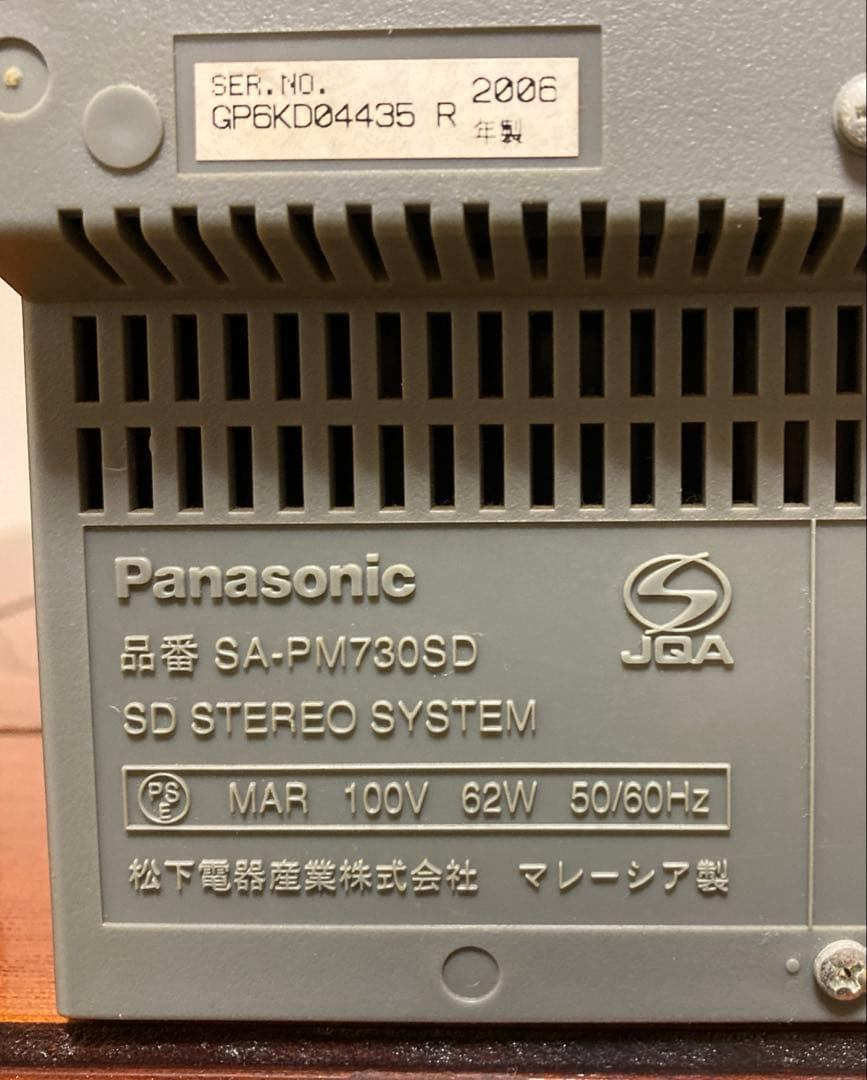 SER.NO.
GP6KD04435 R
2006
年製
Panasonic
JQA
品番 SA-PM730SD
SD STEREO SYSTEM
PS
E
MAR 100V 62W 50/60Hz
松下電器産業株式会社 マレーシア製